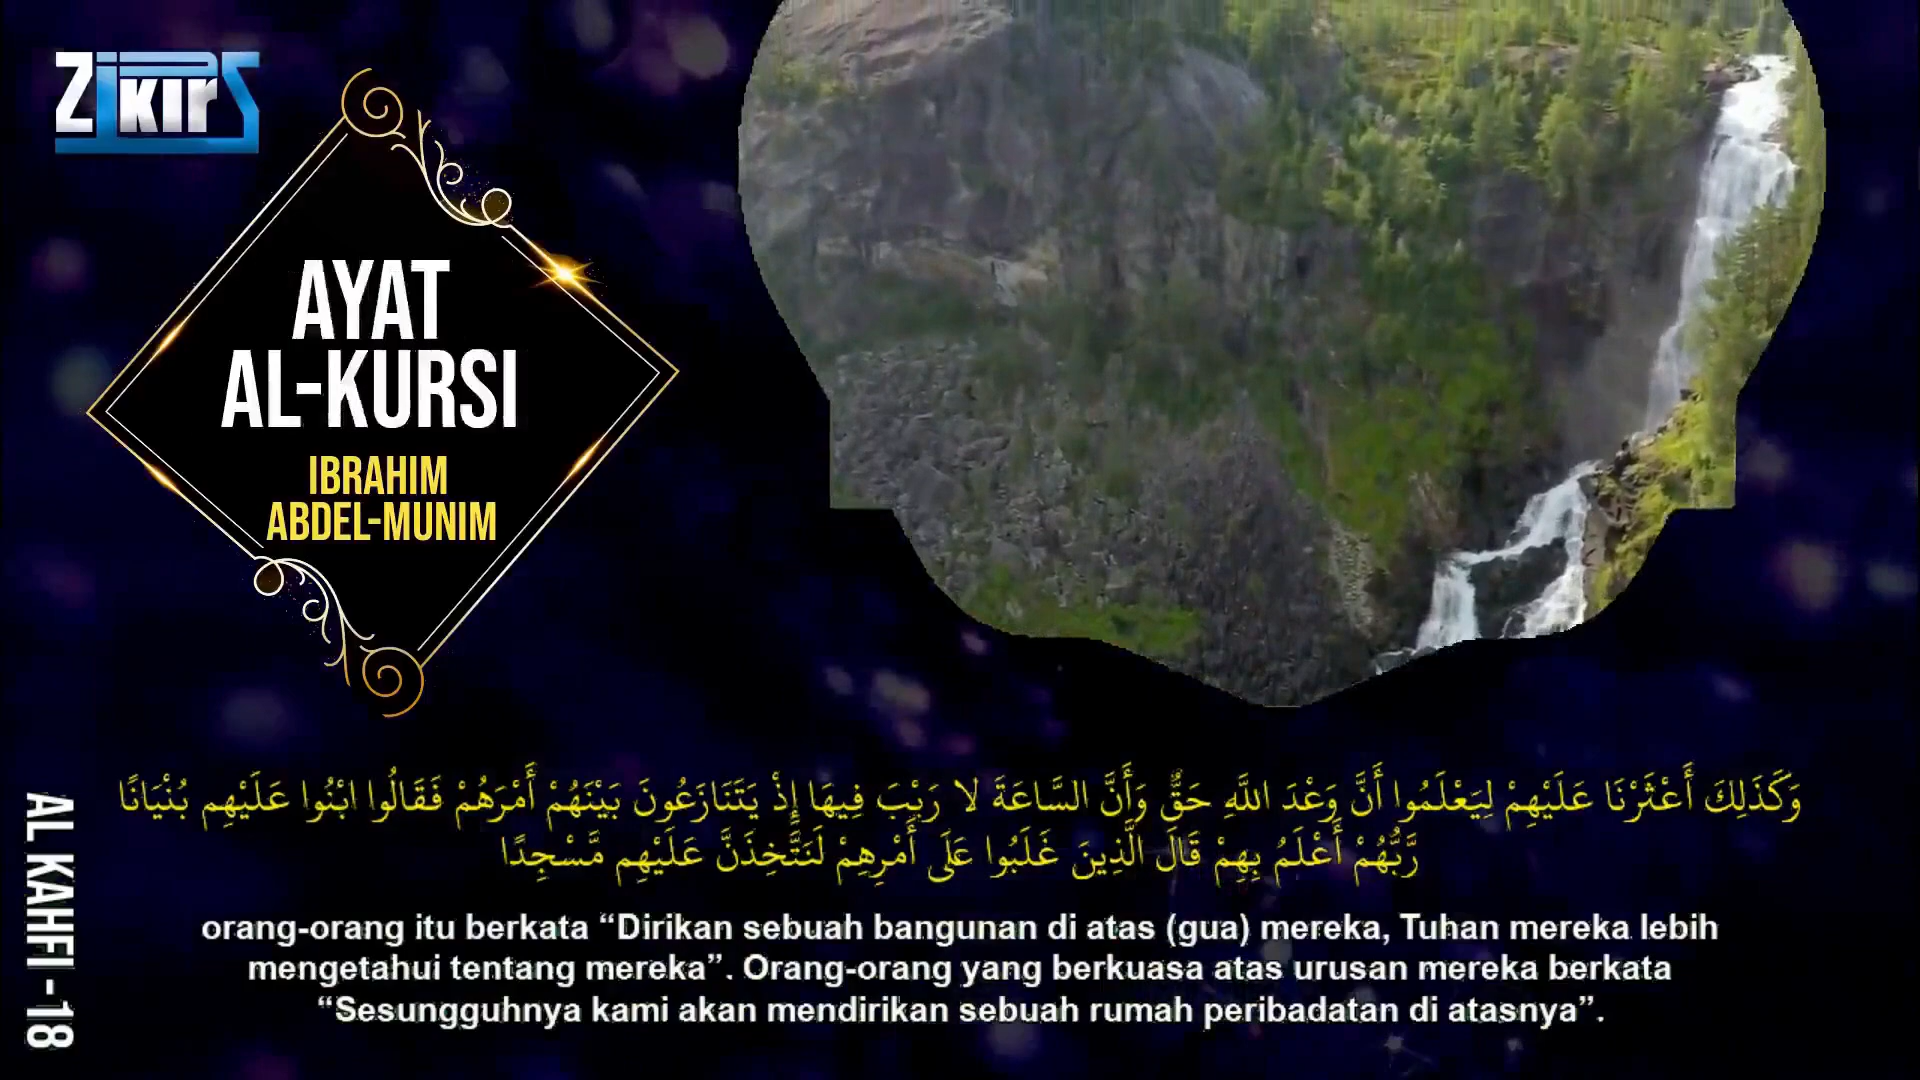 ZikirS
AYAT
AL-KURSI
IBRAHIM
ABDEL-MUNIM
وَكَذَلِكَ أَعْثَرْنَا عَلَيْهِمْ لِيَعْلَمُوا أَنَّ وَعْدَ اللَّهِ حَقٌّ وَأَنَّ السَّاعَةَ لا رَيْبَ فِيهَا إِذْ يَتَنَازَعُونَ بَيْنَهُمْ أَمْرَهُمْ فَقَالُوا ابْنُوا عَلَيْهِم بُنْيَانًا
رَّبُّهُمْ أَعْلَمُ بِهِمْ قَالَ الَّذِينَ غَلَبُوا عَلَى أَمْرِهِمْ لَنَتَّخِذَنَّ عَلَيْهِم مَّسْجِدًا
orang-orang itu berkata “Dirikan sebuah bangunan di atas (gua) mereka, Tuhan mereka lebih
mengetahui tentang mereka”. Orang-orang yang berkuasa atas urusan mereka berkata
“Sesungguhnya kami akan mendirikan sebuah rumah peribadatan di atasnya”.
AL KAHFI - 18